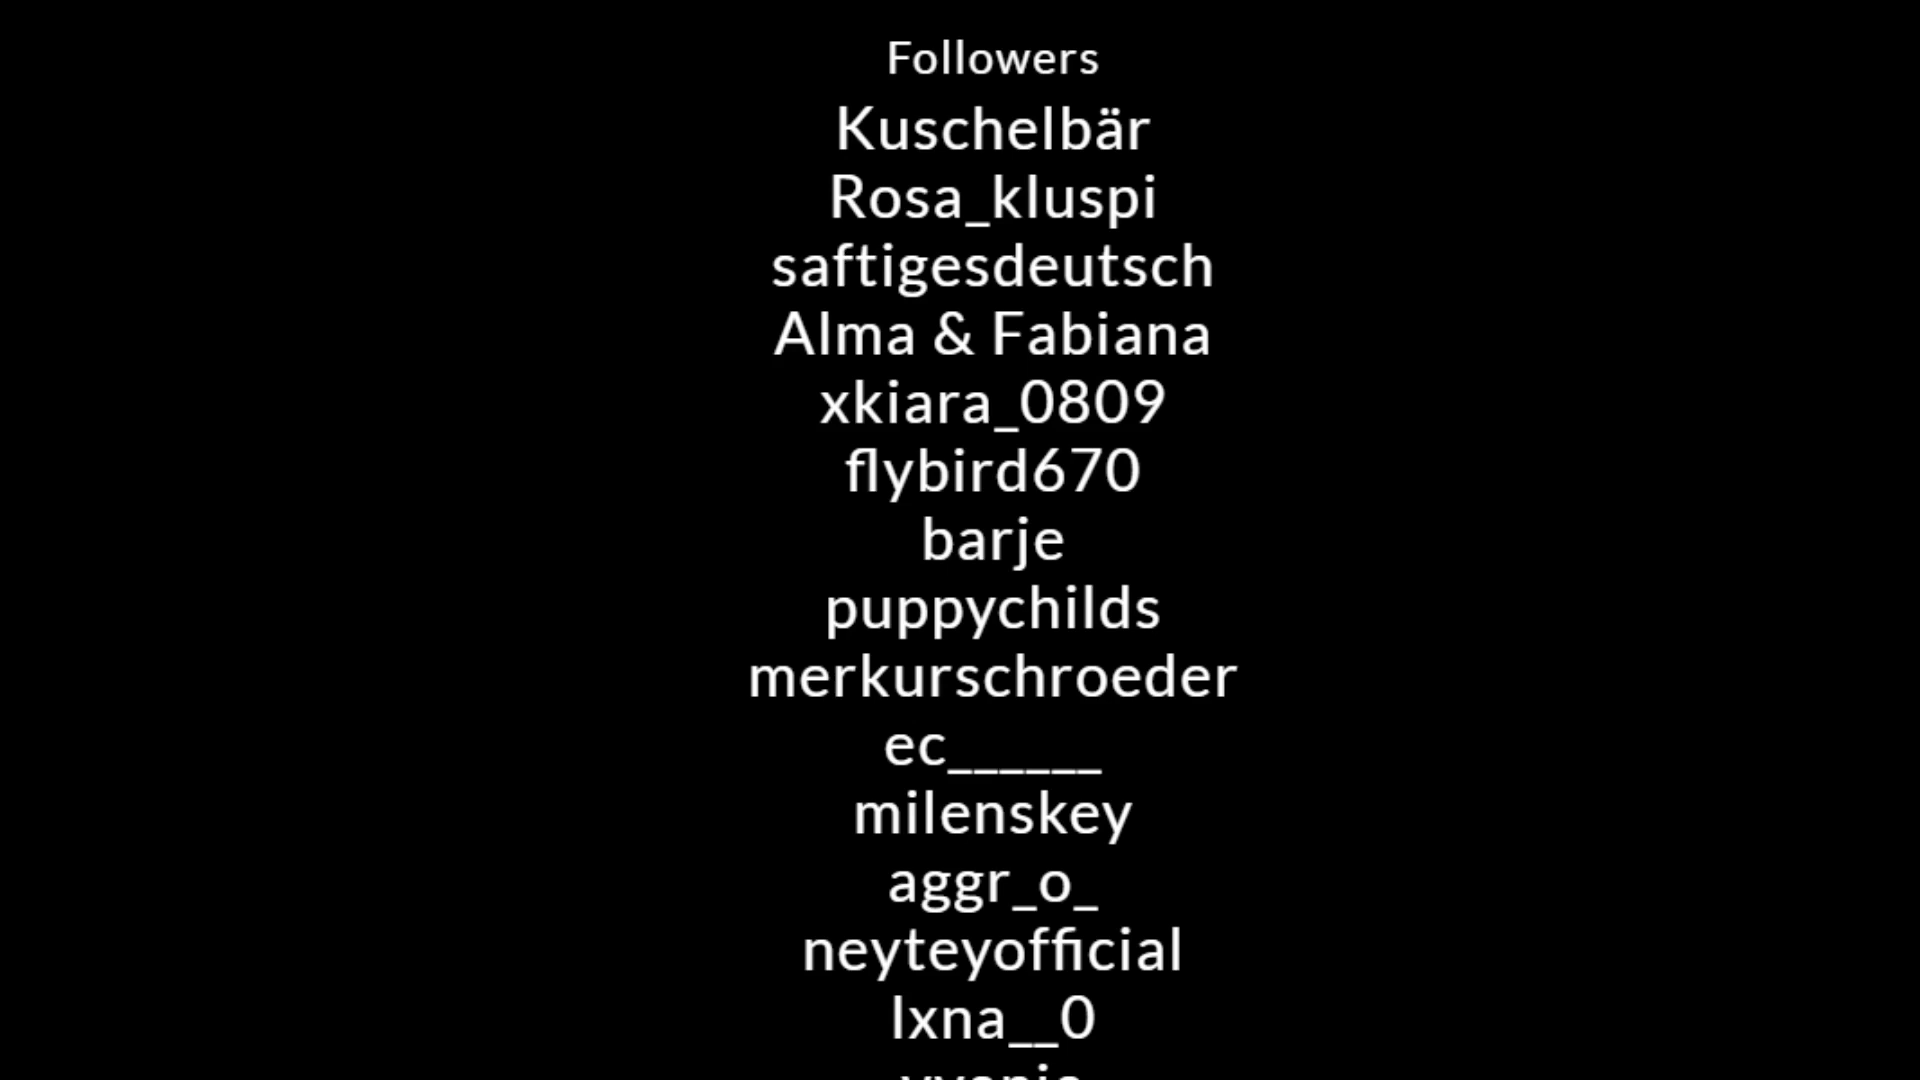 Followers
Kuschelbär
Rosa_kluspi
saftigesdeutsch
Alma & Fabiana
xkiara_0809
flybird670
barje
puppychilds
merkurschroeder
ec______
milenskey
aggr_o_
neyteyofficial
lxna__0